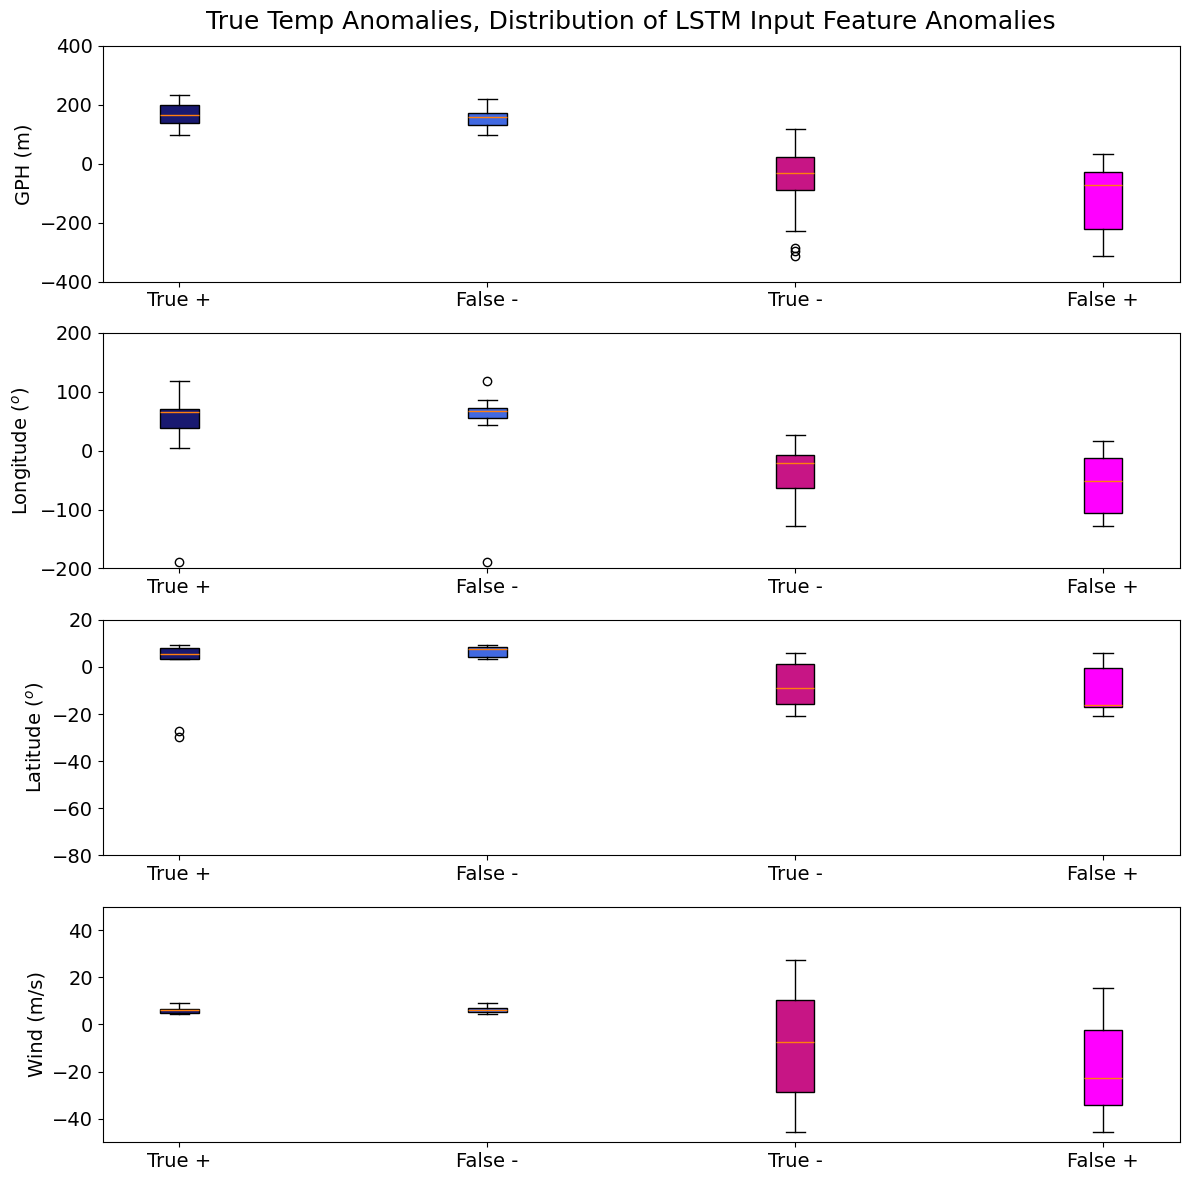 True Temp Anomalies, Distribution of LSTM Input Feature Anomalies
400
200
0
−200
−400
GPH (m)
True + False - True - False +
200
100
0
−100
−200
Longitude (o)
True + False - True - False +
20
0
−20
−40
−60
−80
Latitude (o)
True + False - True - False +
40
20
0
−20
−40
Wind (m/s)
True + False - True - False +